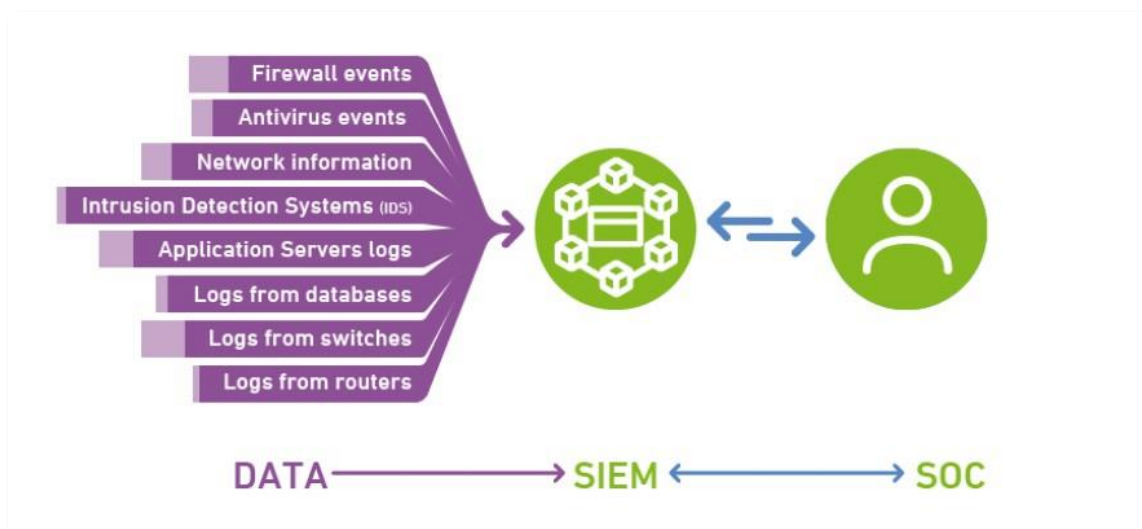 Firewall events
Antivirus events
Network information
Intrusion Detection Systems (IDS)
Application Servers logs
Logs from databases
Logs from switches
Logs from routers
DATA
SIEM
SOC